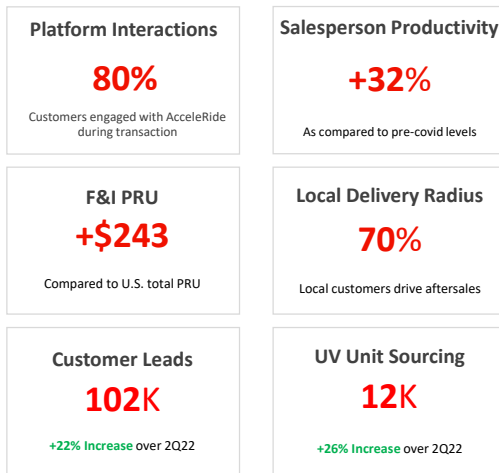 Platform Interactions
80%
Customers engaged with AcceleRide
during transaction
Salesperson Productivity
+32%
As compared to pre-covid levels
F&I PRU
+$243
Compared to U.S. total PRU
Local Delivery Radius
70%
Local customers drive aftersales
Customer Leads
102K
+22% Increase over 2Q22
UV Unit Sourcing
12K
+26% Increase over 2Q22